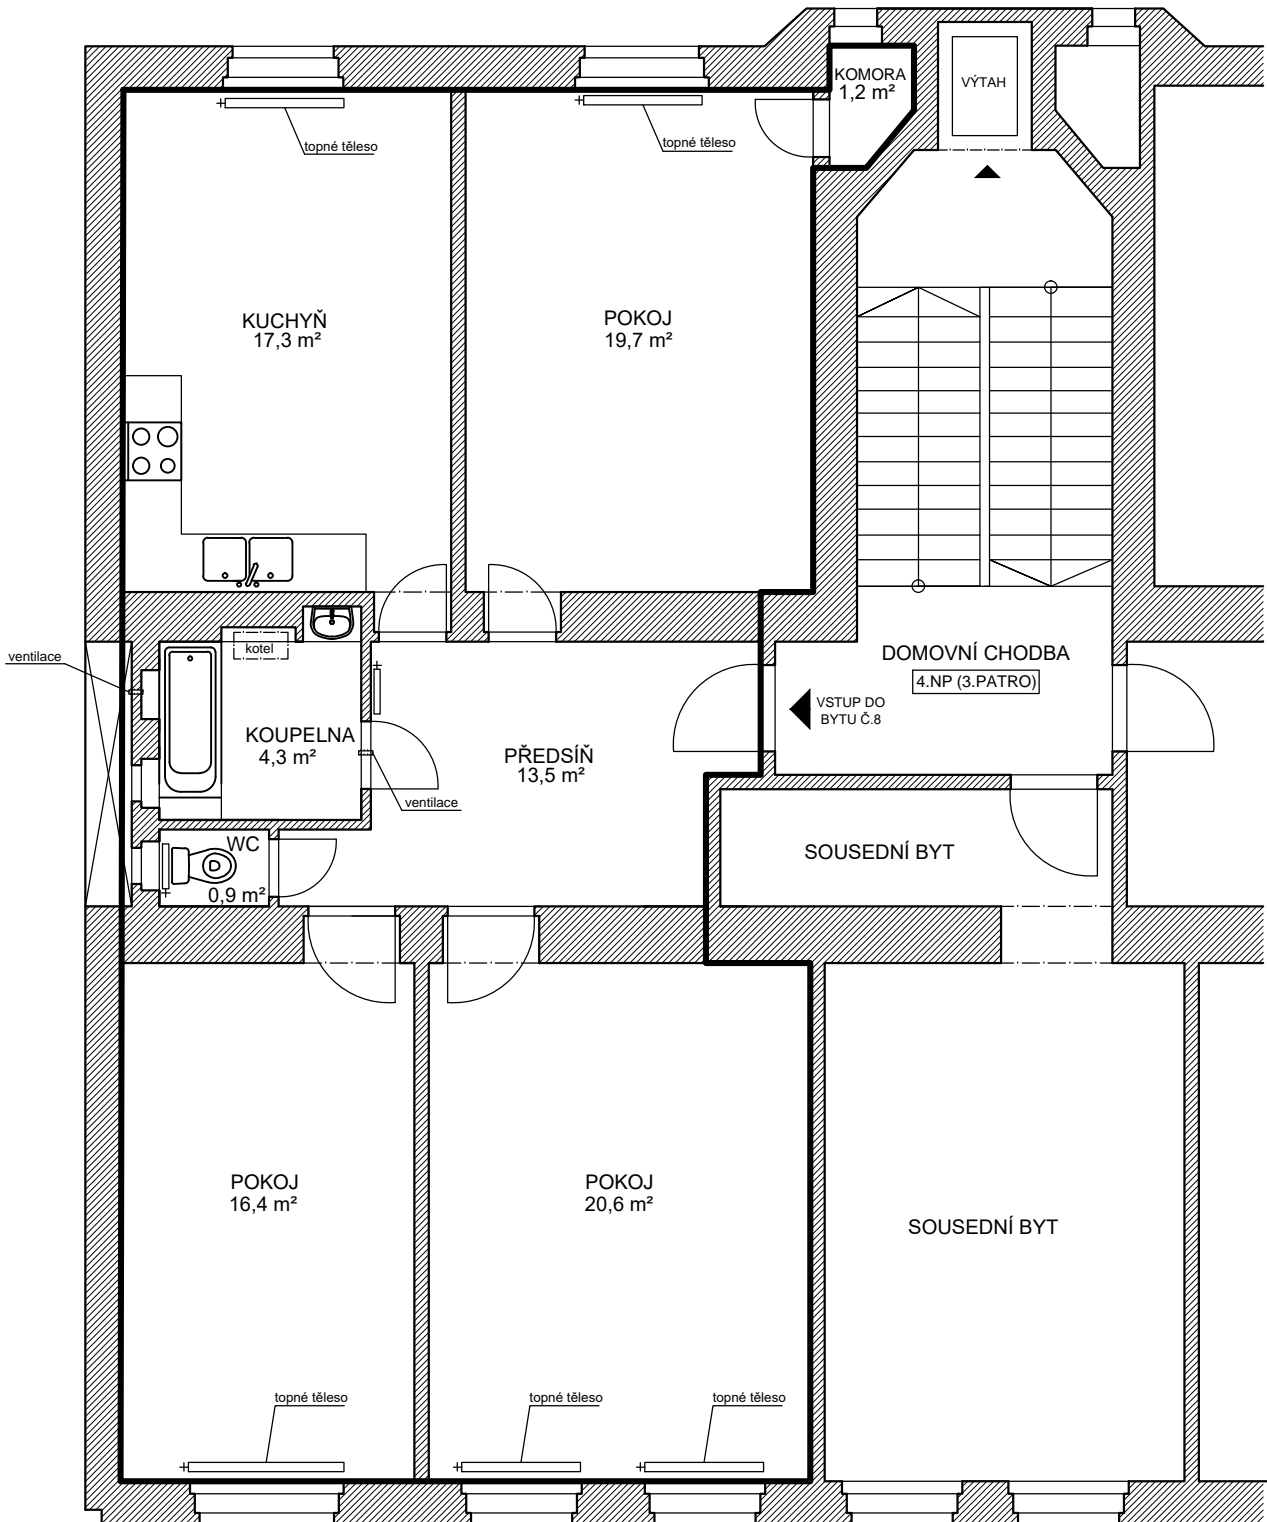 KOMORA
1,2 m²
VÝTAH
topné těleso
topné těleso
KUCHYŇ
17,3 m²
POKOJ
19,7 m²
ventilace
kotel
KOUPELNA
4,3 m²
PŘEDSÍŇ
13,5 m²
DOMOVNÍ CHODBA
4.NP (3.PATRO)
VSTUP DO
BYTU Č.8
ventilace
WC
0,9 m²
SOUSEDNÍ BYT
POKOJ
16,4 m²
POKOJ
20,6 m²
SOUSEDNÍ BYT
topné těleso
topné těleso
topné těleso